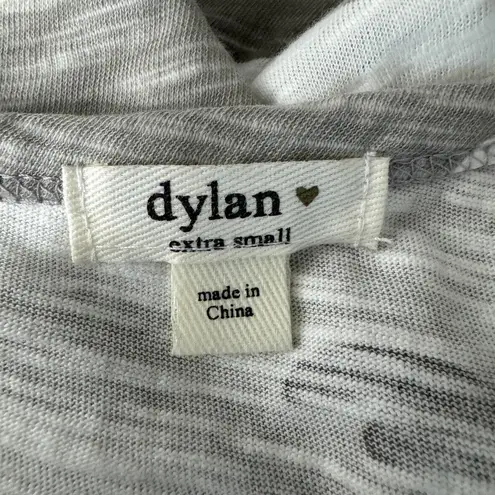 dylan
extra small
made in
China